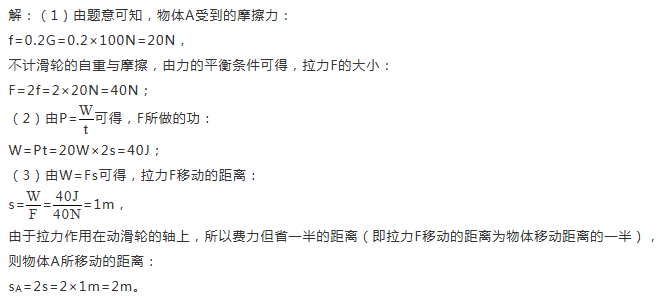 解：（1）由题意可知，物体A受到的摩擦力：
f=0.2G=0.2×100N=20N，
不计滑轮的自重与摩擦，由力的平衡条件可得，拉力F的大小：
F=2f=2×20N=40N；
（2）由P=W/t可得，F所做的功：
W=Pt=20W×2s=40J；
（3）由W=Fs可得，拉力F移动的距离：
s=W/F=40J/40N=1m，
由于拉力作用在动滑轮的轴上，所以费力但省一半的距离（即拉力F移动的距离为物体移动距离的一半），
则物体A所移动的距离：
sA=2s=2×1m=2m。